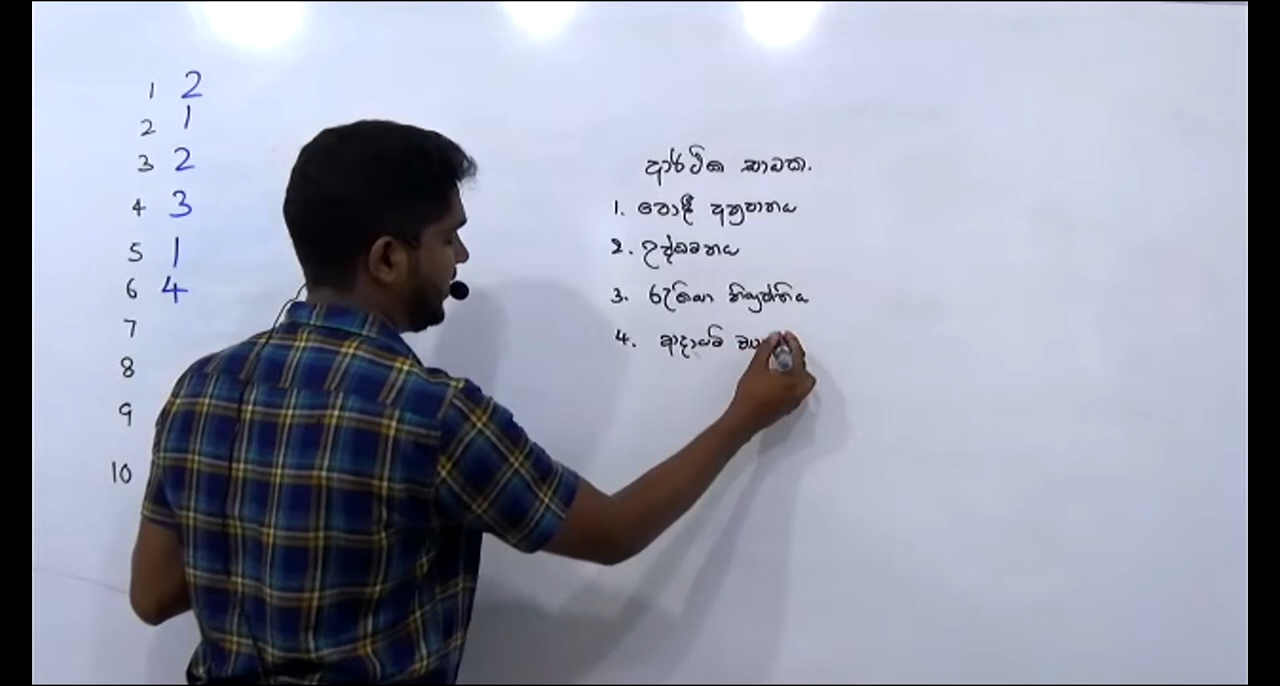 1 2
2 1
3 2
4 3
5 1
6 4
7
8
9
10
ආර්ථික සාධක.
1. පොලී අනුපාතය
2. උද්ධමනය
3. රැකියා නියුක්තිය
4. ආදායම්